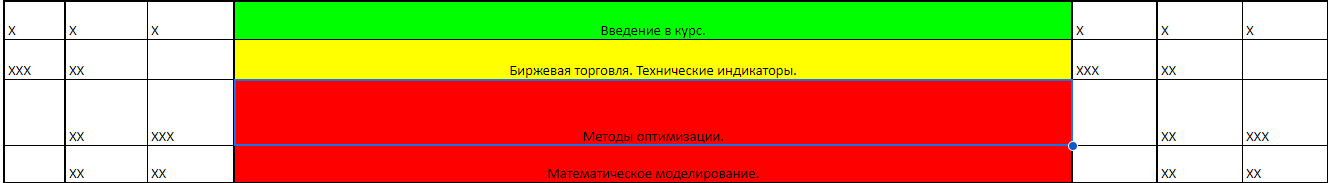 X X X Введение в курс. X X X
XXX XX Биржевая торговля. Технические индикаторы. XXX XX
XX XXX Методы оптимизации. XX XXX
XX XX Математическое моделирование. XX XX